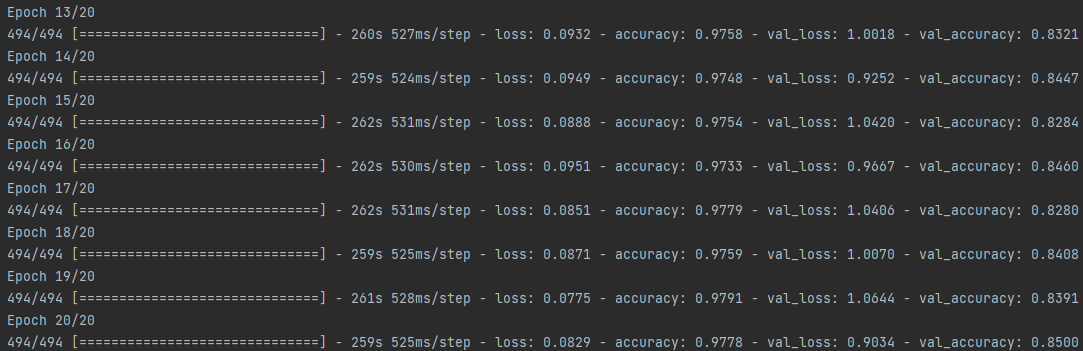 Epoch 13/20
494/494 [==============================] - 260s 527ms/step - loss: 0.0932 - accuracy: 0.9758 - val_loss: 1.0018 - val_accuracy: 0.8321
Epoch 14/20
494/494 [==============================] - 259s 524ms/step - loss: 0.0949 - accuracy: 0.9748 - val_loss: 0.9252 - val_accuracy: 0.8447
Epoch 15/20
494/494 [==============================] - 262s 531ms/step - loss: 0.0888 - accuracy: 0.9754 - val_loss: 1.0420 - val_accuracy: 0.8284
Epoch 16/20
494/494 [==============================] - 262s 530ms/step - loss: 0.0951 - accuracy: 0.9733 - val_loss: 0.9667 - val_accuracy: 0.8460
Epoch 17/20
494/494 [==============================] - 262s 531ms/step - loss: 0.0851 - accuracy: 0.9779 - val_loss: 1.0406 - val_accuracy: 0.8280
Epoch 18/20
494/494 [==============================] - 259s 525ms/step - loss: 0.0871 - accuracy: 0.9759 - val_loss: 1.0070 - val_accuracy: 0.8408
Epoch 19/20
494/494 [==============================] - 261s 528ms/step - loss: 0.0775 - accuracy: 0.9791 - val_loss: 1.0644 - val_accuracy: 0.8391
Epoch 20/20
494/494 [==============================] - 259s 525ms/step - loss: 0.0829 - accuracy: 0.9778 - val_loss: 0.9034 - val_accuracy: 0.8500